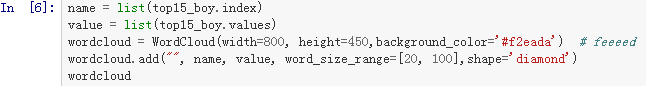 In [6]: name = list(top15_boy.index)
value = list(top15_boy.values)
wordcloud = WordCloud(width=800, height=450,background_color='#f2eada')  # feeeed
wordcloud.add("", name, value, word_size_range=[20, 100],shape='diamond')
wordcloud